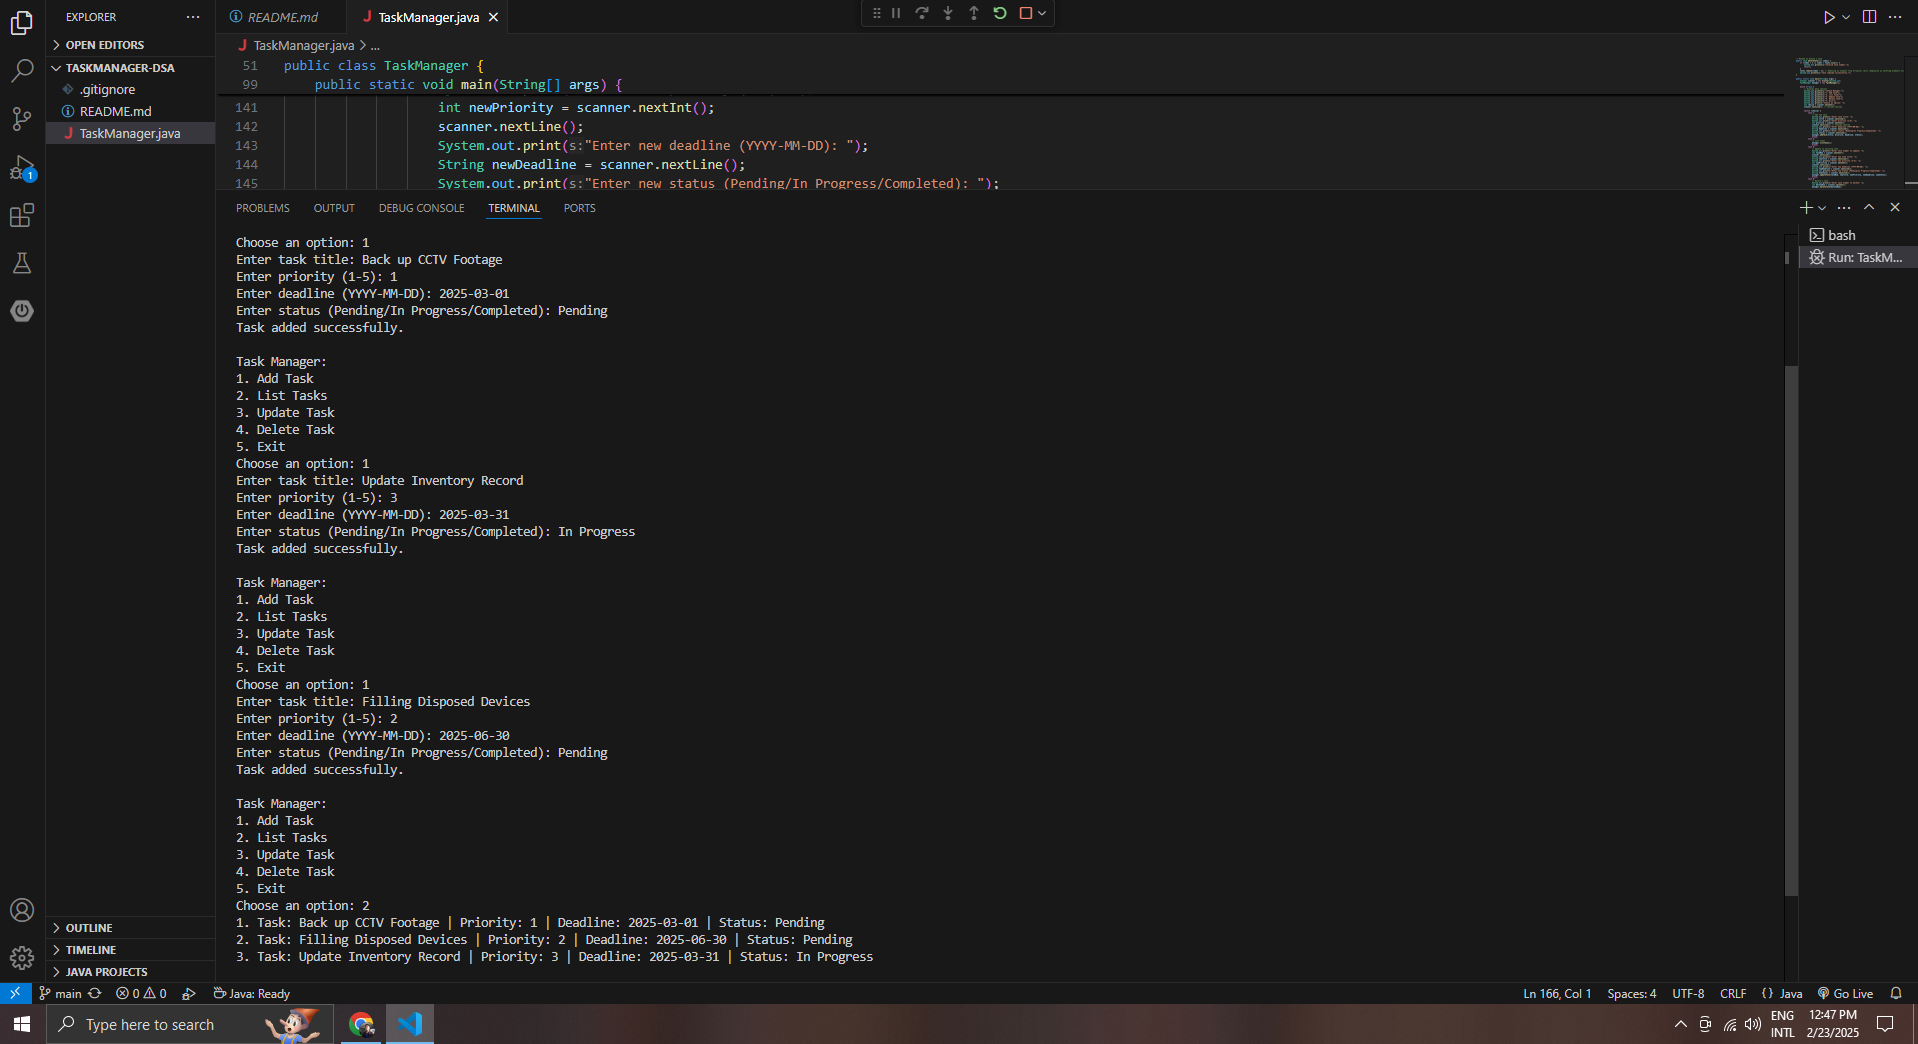 EXPLORER
OPEN EDITORS
TASKMANAGER-DSA
.gitignore
README.md
TaskManager.java
OUTLINE
TIMELINE
JAVA PROJECTS
README.md
TaskManager.java
TaskManager.java > ...
51 public class TaskManager {
99 public static void main(String[] args) {
141 int newPriority = scanner.nextInt();
142 scanner.nextLine();
143 System.out.print(s:"Enter new deadline (YYYY-MM-DD): ");
144 String newDeadline = scanner.nextLine();
145 System.out.print(s:"Enter new status (Pending/In Progress/Completed): ");
PROBLEMS OUTPUT DEBUG CONSOLE TERMINAL PORTS
bash
Run: TaskM...
Choose an option: 1
Enter task title: Back up CCTV Footage
Enter priority (1-5): 1
Enter deadline (YYYY-MM-DD): 2025-03-01
Enter status (Pending/In Progress/Completed): Pending
Task added successfully.
Task Manager:
1. Add Task
2. List Tasks
3. Update Task
4. Delete Task
5. Exit
Choose an option: 1
Enter task title: Update Inventory Record
Enter priority (1-5): 3
Enter deadline (YYYY-MM-DD): 2025-03-31
Enter status (Pending/In Progress/Completed): In Progress
Task added successfully.
Task Manager:
1. Add Task
2. List Tasks
3. Update Task
4. Delete Task
5. Exit
Choose an option: 1
Enter task title: Filling Disposed Devices
Enter priority (1-5): 2
Enter deadline (YYYY-MM-DD): 2025-06-30
Enter status (Pending/In Progress/Completed): Pending
Task added successfully.
Task Manager:
1. Add Task
2. List Tasks
3. Update Task
4. Delete Task
5. Exit
Choose an option: 2
1. Task: Back up CCTV Footage | Priority: 1 | Deadline: 2025-03-01 | Status: Pending
2. Task: Filling Disposed Devices | Priority: 2 | Deadline: 2025-06-30 | Status: Pending
3. Task: Update Inventory Record | Priority: 3 | Deadline: 2025-03-31 | Status: In Progress
1
main 0 0 Java: Ready
Ln 166, Col 1 Spaces: 4 UTF-8 CRLF {} Java Go Live
Type here to search
ENG
INTL
12:47 PM
2/23/2025